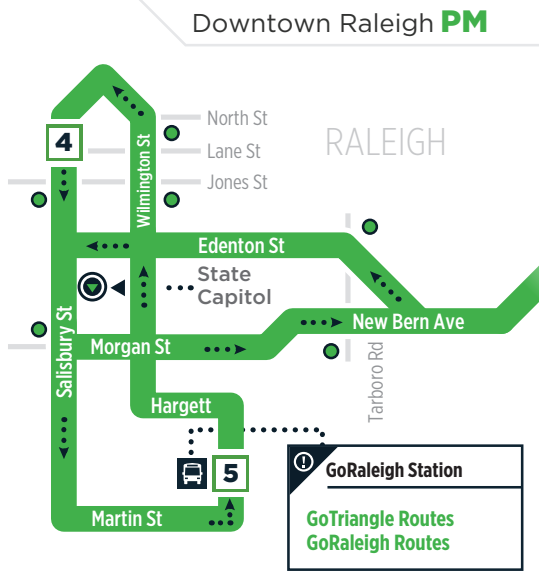 Downtown Raleigh PM
North St
Lane St
Jones St
RALEIGH
4
Wilmington St
Edenton St
State
Capitol
Salisbury St
Morgan St
New Bern Ave
Tarboro Rd
Hargett
5
Martin St
GoRaleigh Station
GoTriangle Routes
GoRaleigh Routes